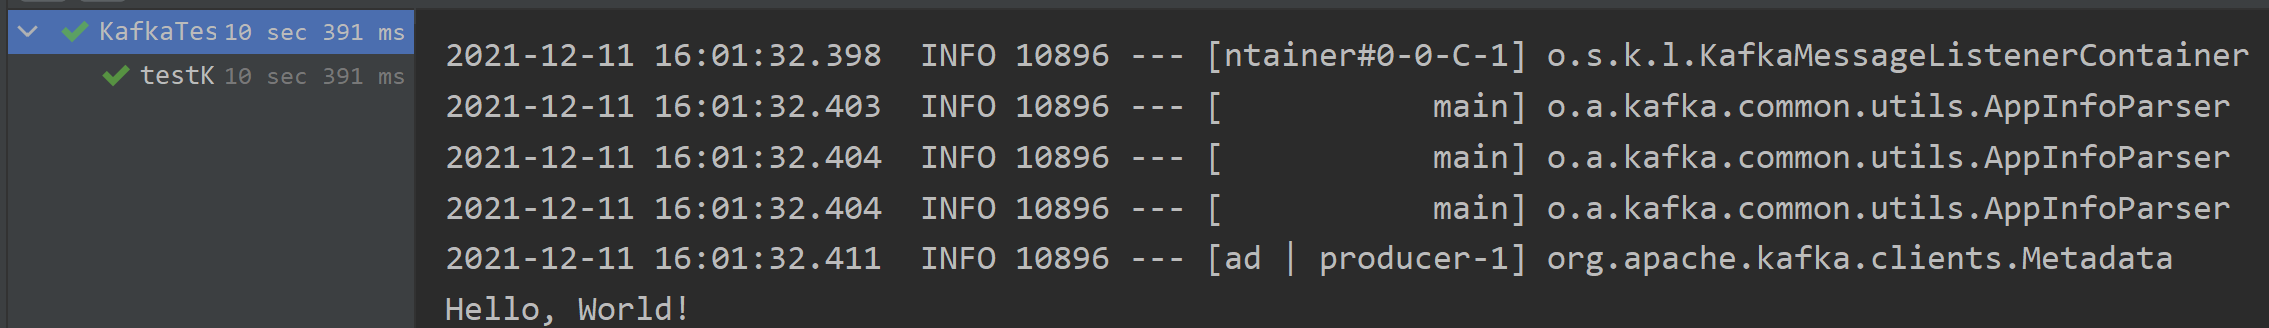 KafkaTes 10 sec 391 ms
testK 10 sec 391 ms
2021-12-11 16:01:32.398  INFO 10896 --- [ntainer#0-0-C-1] o.s.k.l.KafkaMessageListenerContainer
2021-12-11 16:01:32.403  INFO 10896 --- [           main] o.a.kafka.common.utils.AppInfoParser
2021-12-11 16:01:32.404  INFO 10896 --- [           main] o.a.kafka.common.utils.AppInfoParser
2021-12-11 16:01:32.404  INFO 10896 --- [           main] o.a.kafka.common.utils.AppInfoParser
2021-12-11 16:01:32.411  INFO 10896 --- [ad | producer-1] org.apache.kafka.clients.Metadata
Hello, World!